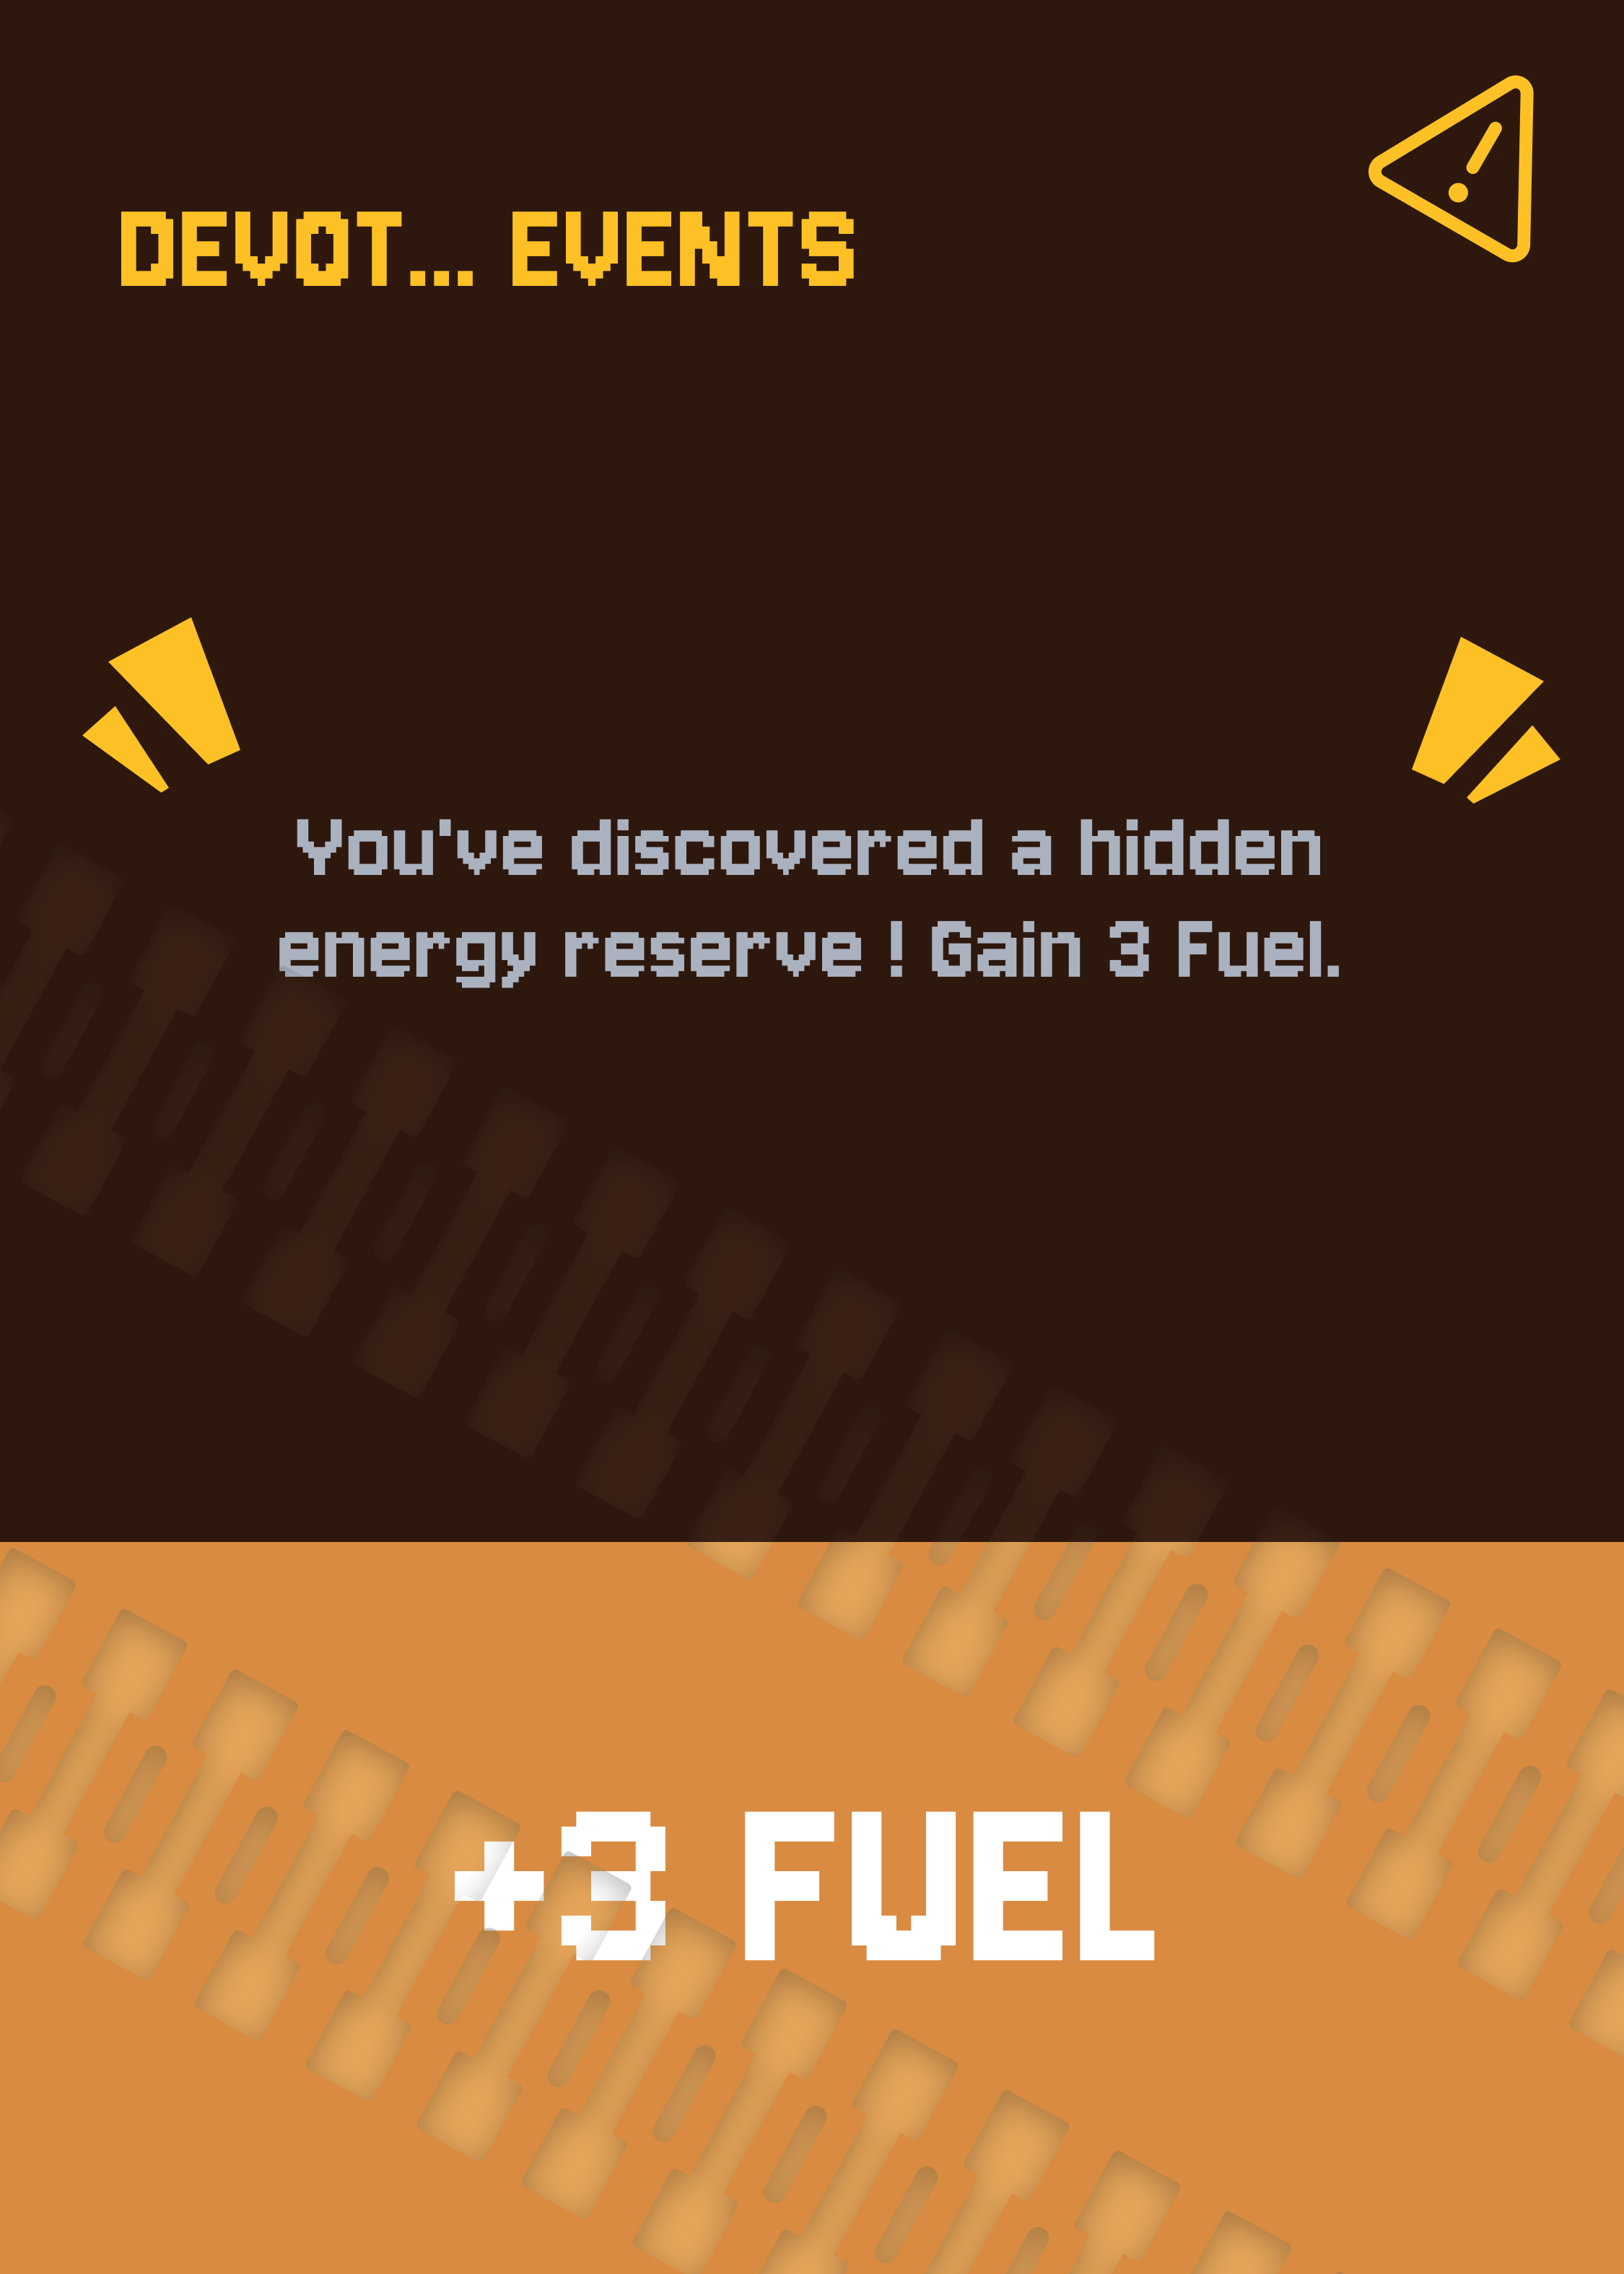 DEVOT... EVENTS
You've discovered a hidden
energy reserve ! Gain 3 Fuel.
+3 FUEL